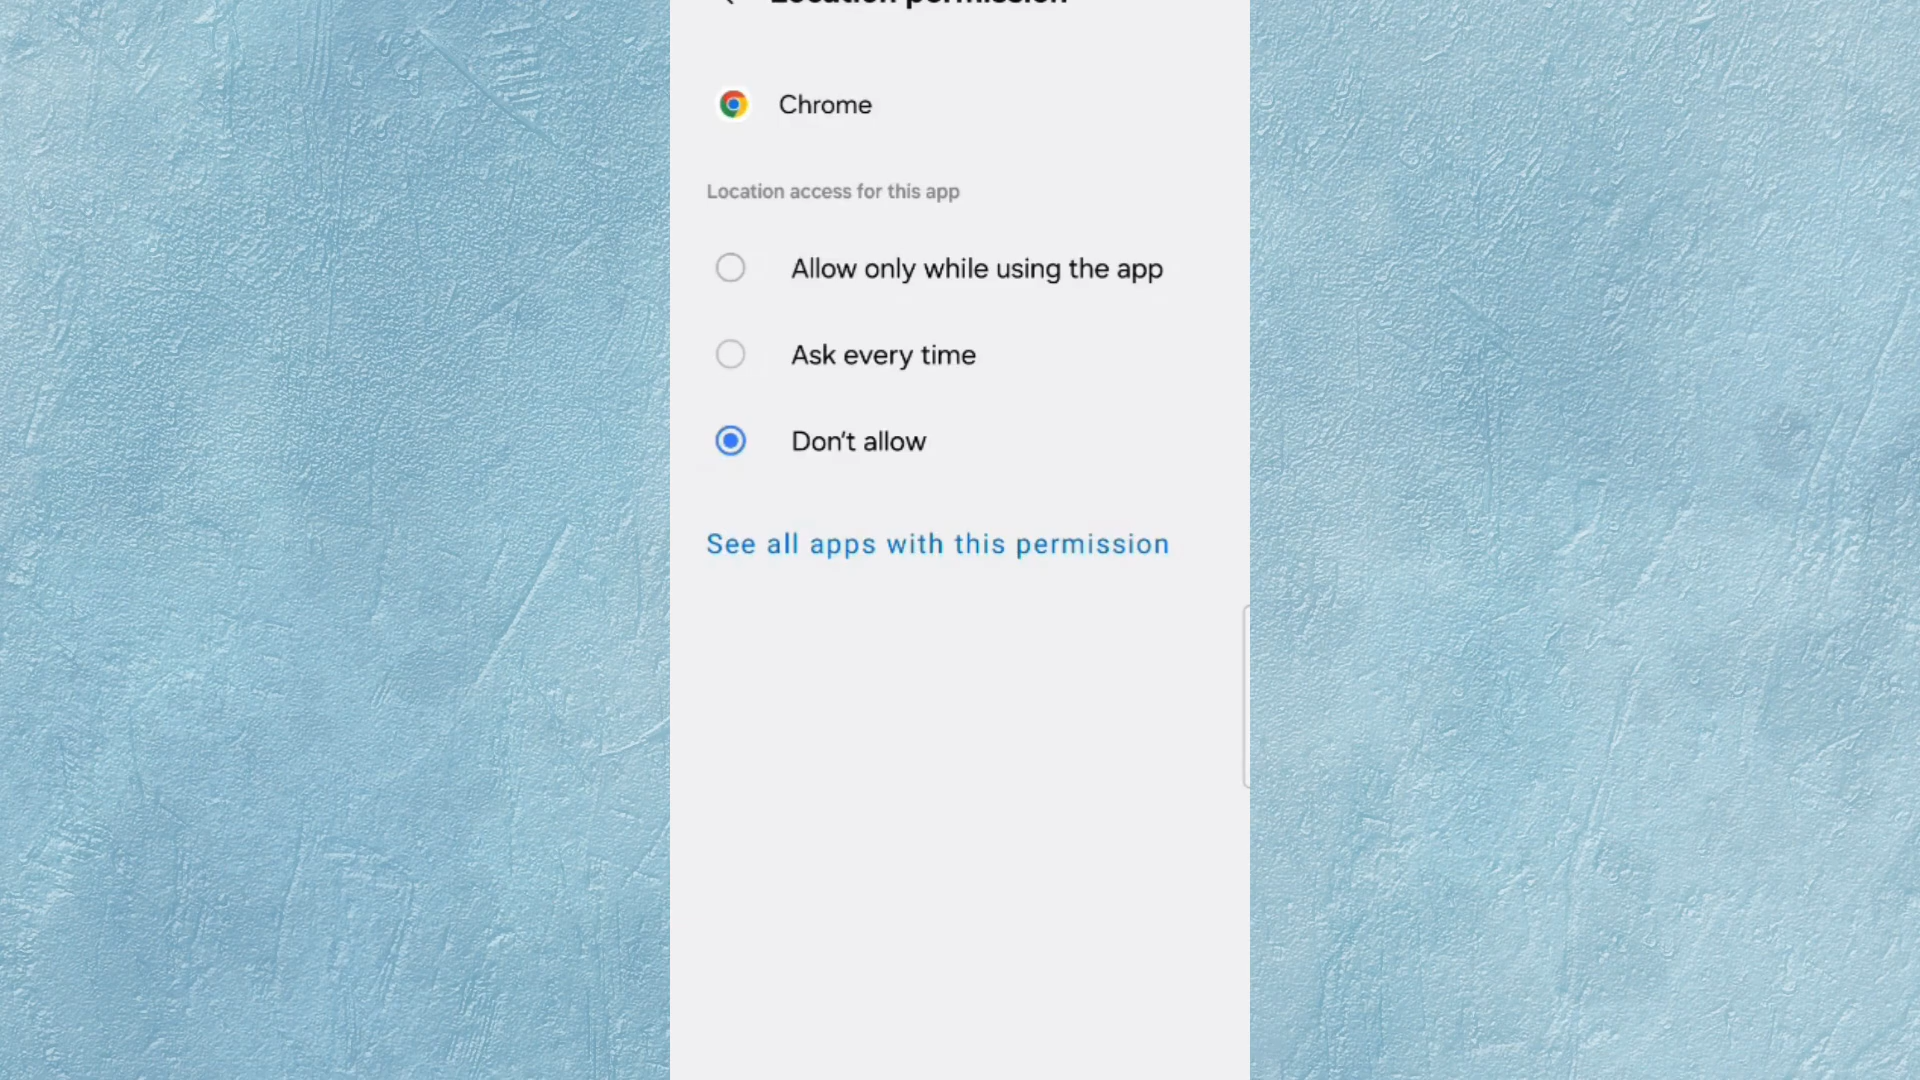 Location permission
Chrome
Location access for this app
Allow only while using the app
Ask every time
Don't allow
See all apps with this permission